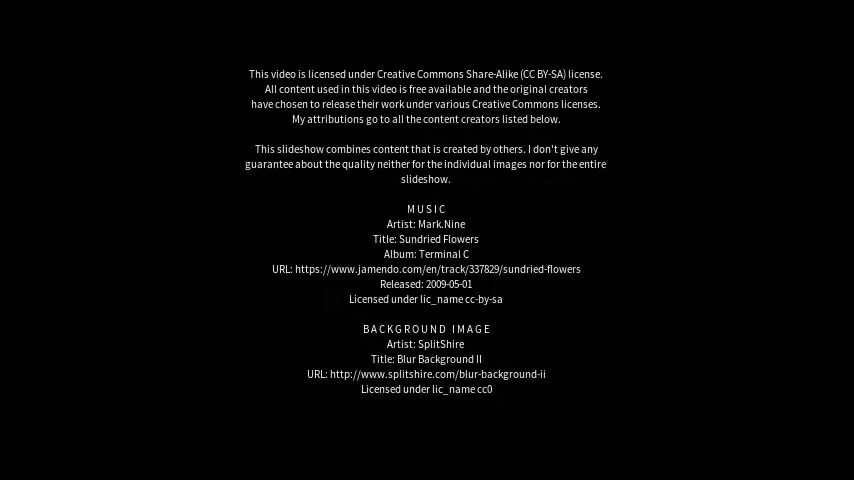 This video is licensed under Creative Commons Share-Alike (CC BY-SA) license.
All content used in this video is free available and the original creators
have chosen to release their work under various Creative Commons licenses.
My attributions go to all the content creators listed below.
This slideshow combines content that is created by others. I don't give any
guarantee about the quality neither for the individual images nor for the entire
slideshow.
MUSIC
Artist: Mark.Nine
Title: Sundried Flowers
Album: Terminal C
URL: https://www.jamendo.com/en/track/337829/sundried-flowers
Released: 2009-05-01
Licensed under lic_name cc-by-sa
BACKGROUND IMAGE
Artist: SplitShire
Title: Blur Background II
URL: http://www.splitshire.com/blur-background-ii
Licensed under lic_name cc0